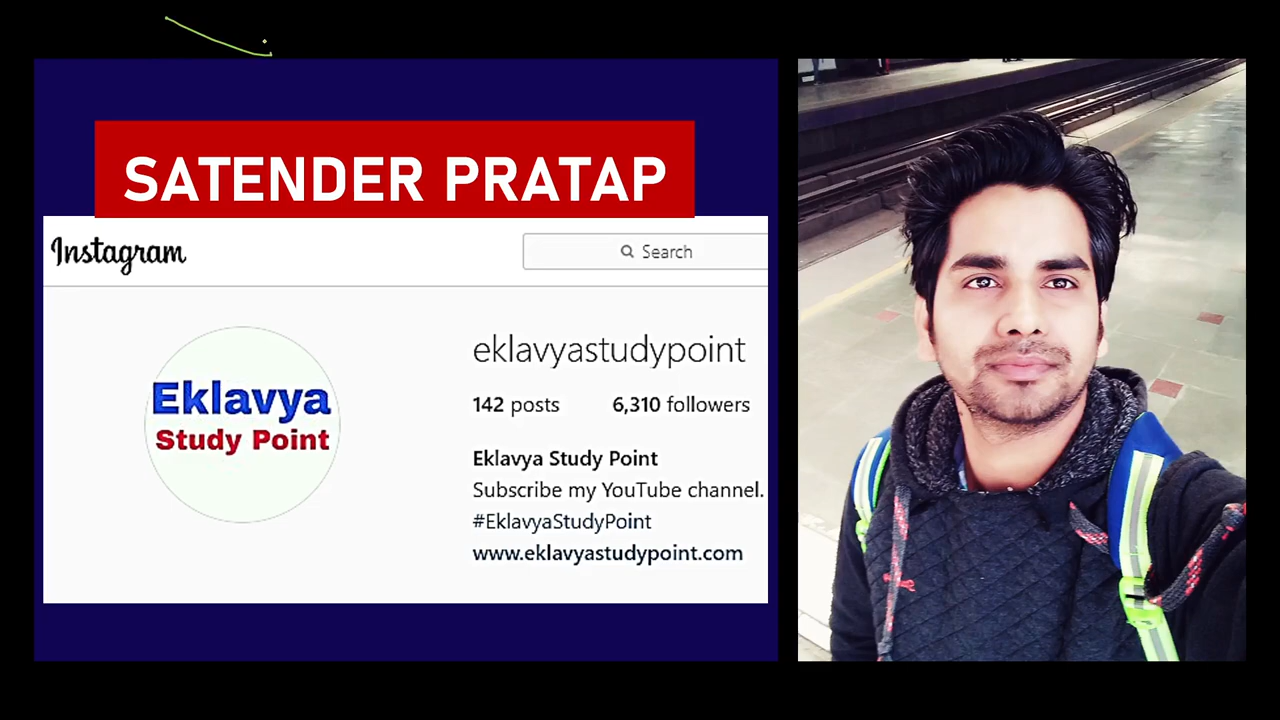 SATENDER PRATAP
Instagram
Search
Eklavya
Study Point
eklavyastudypoint
142 posts 6,310 followers
Eklavya Study Point
Subscribe my YouTube channel.
#EklavyaStudyPoint
www.eklavyastudypoint.com